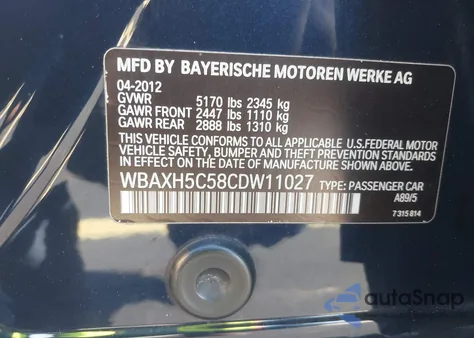 MFD BY BAYERISCHE MOTOREN WERKE AG
04-2012
GVWR 5170 lbs 2345 kg
GAWR FRONT 2447 lbs 1110 kg
GAWR REAR 2888 lbs 1310 kg
THIS VEHICLE CONFORMS TO ALL APPLICABLE U.S.FEDERAL MOTOR
VEHICLE SAFETY, BUMPER, AND THEFT PREVENTION STANDARDS
IN EFFECT ON THE DATE OF MANUFACTURE SHOWN ABOVE.
WBAXH5C58CDW11027 TYPE: PASSENGER CAR
A89/5
7 315 814
autoSnap